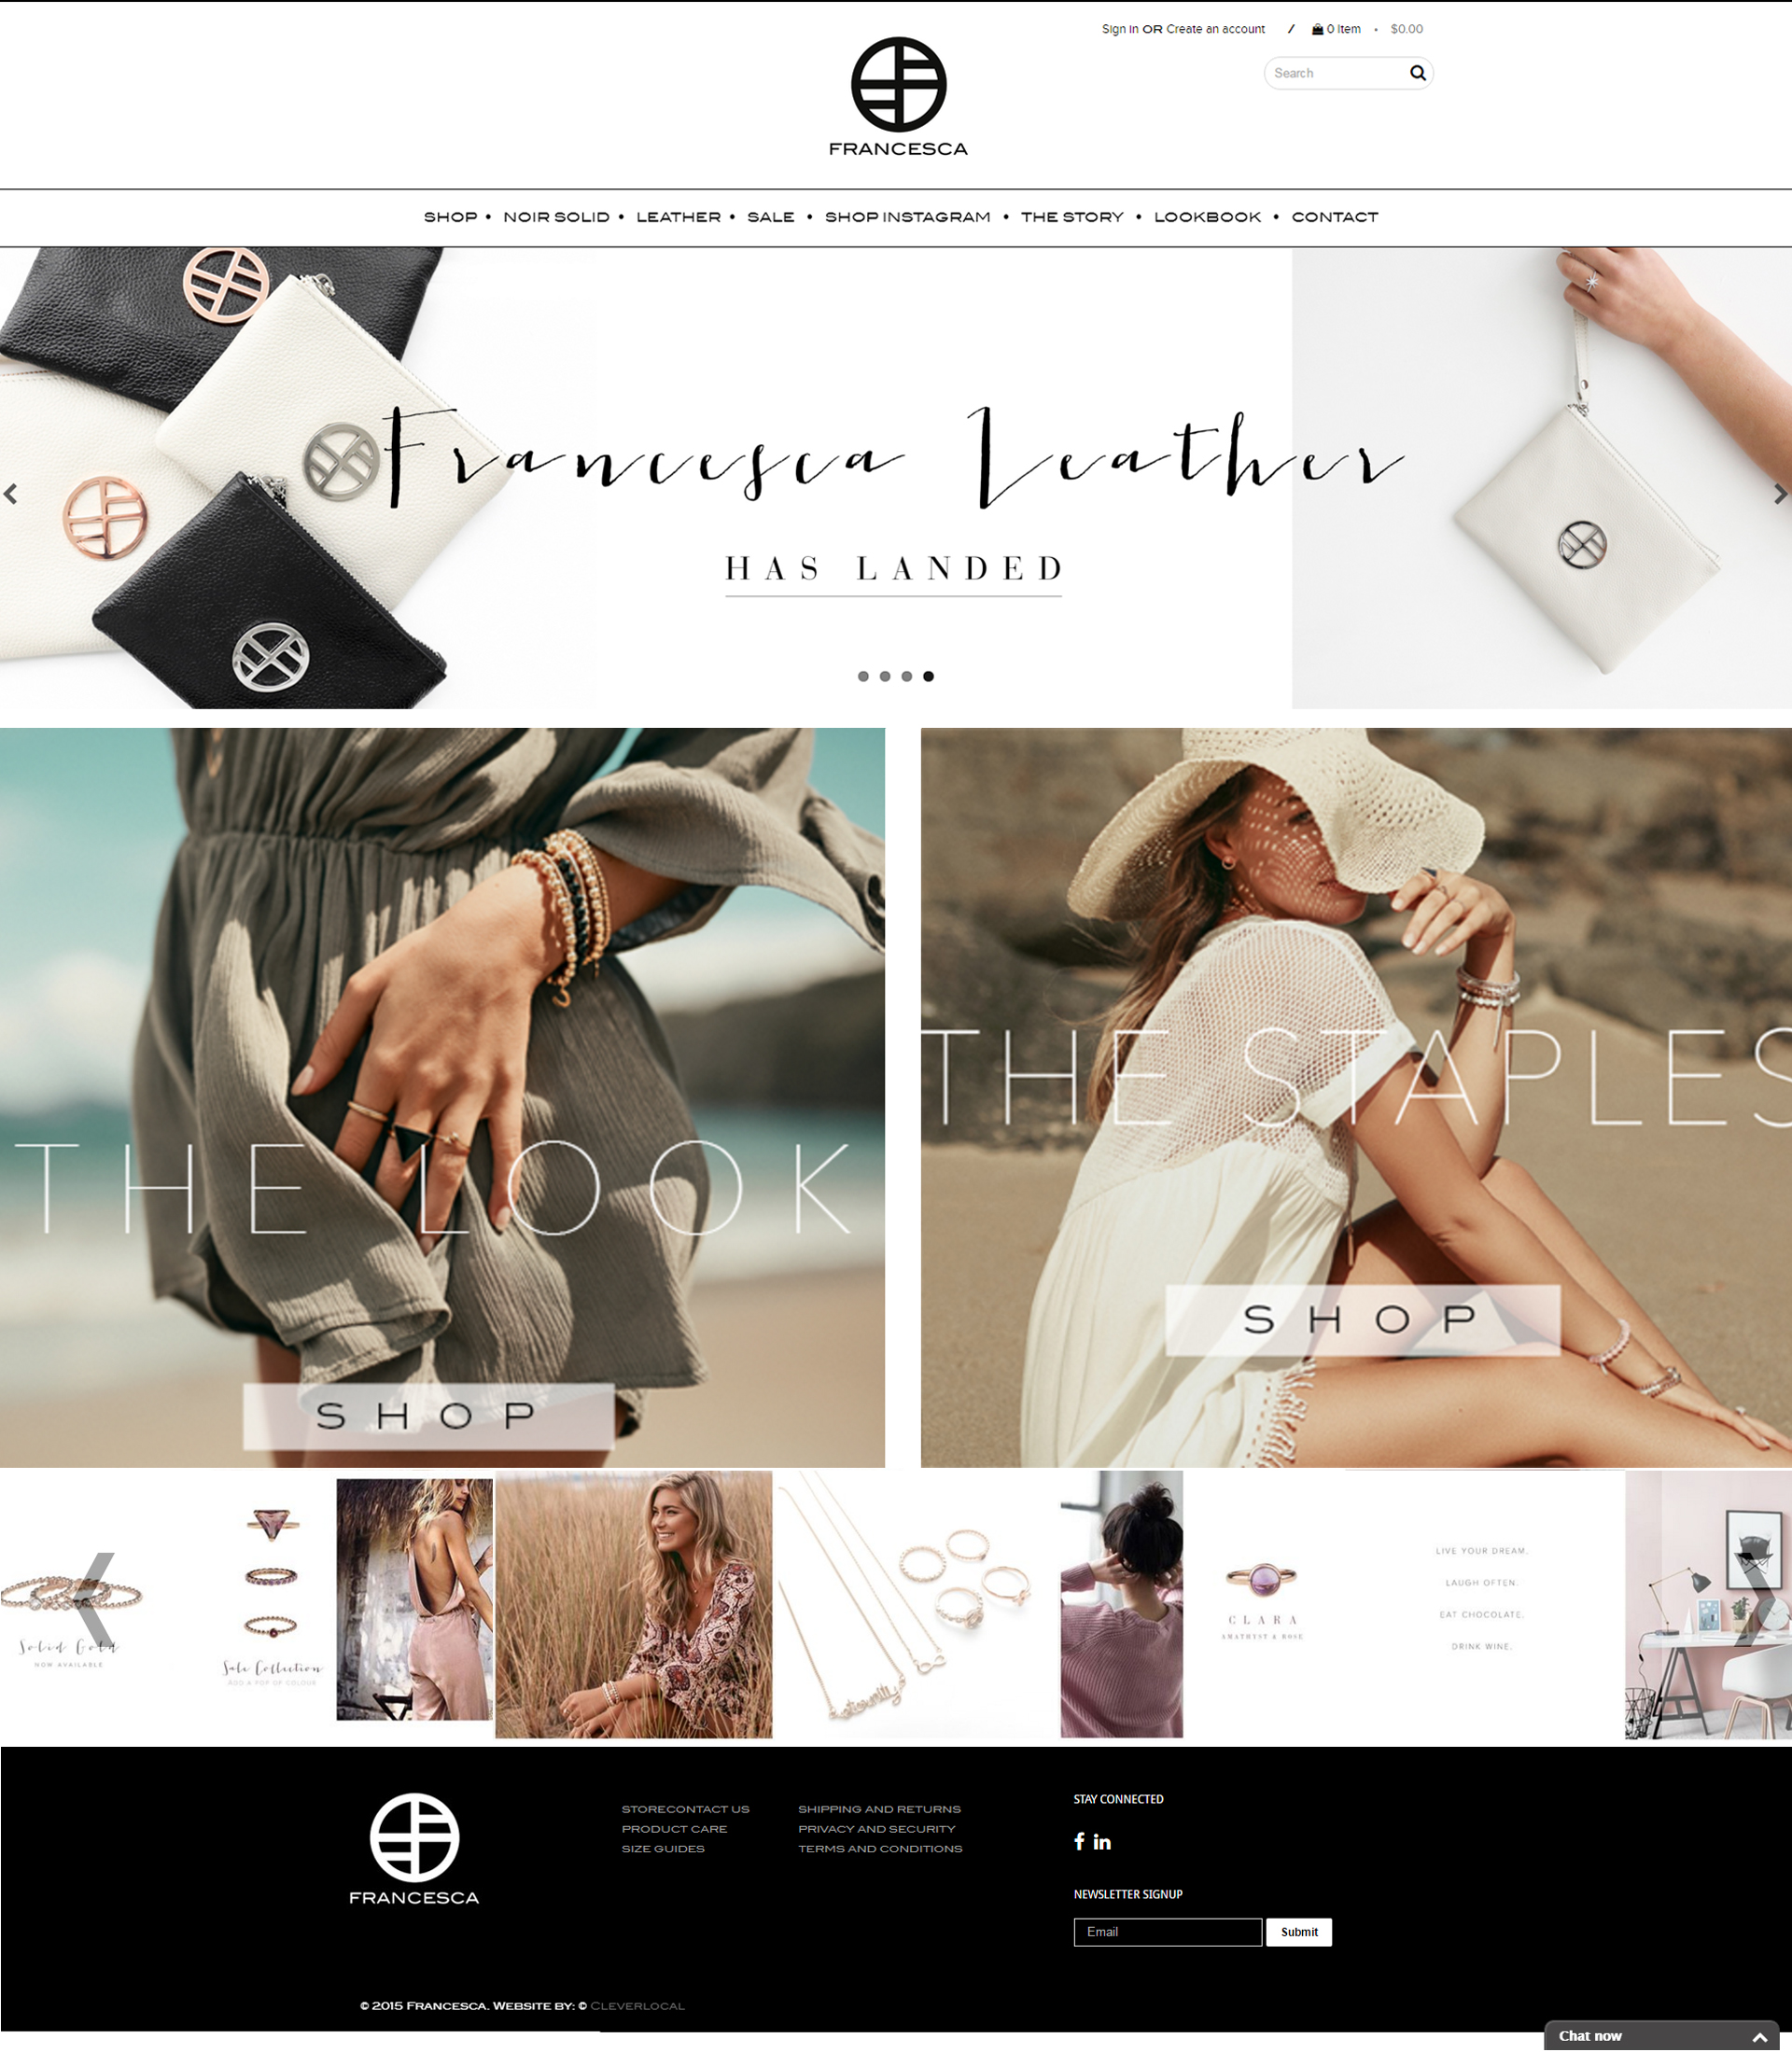 Sign in OR Create an account / 0 Item • $0.00
Search
FRANCESCA
SHOP • NOIR SOLID • LEATHER • SALE • SHOP INSTAGRAM • THE STORY • LOOKBOOK • CONTACT
Francesca Leather
HAS LANDED
THE LOOK
SHOP
THE STAPLES
SHOP
Solid Gold
NOW AVAILABLE
Sale Collection
ADD A POP OF COLOUR
eternity
CLARA
AMATHYST & ROSE
LIVE YOUR DREAM.
LAUGH OFTEN.
EAT CHOCOLATE.
DRINK WINE.
FRANCESCA
STORECONTACT US
PRODUCT CARE
SIZE GUIDES
SHIPPING AND RETURNS
PRIVACY AND SECURITY
TERMS AND CONDITIONS
STAY CONNECTED
f in
NEWSLETTER SIGNUP
Email
Submit
© 2015 FRANCESCA. WEBSITE BY: © CLEVERLOCAL
Chat now